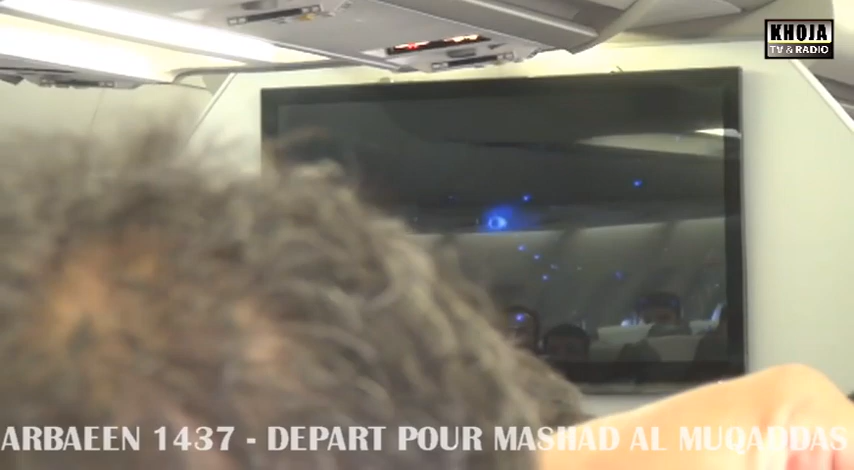 KHOJA
TV & RADIO
ARBAEEN 1437 - DEPART POUR MASHAD AL MUQADDAS